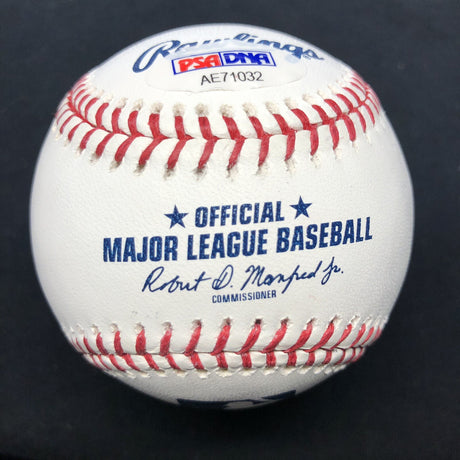 Rawlings
PSA DNA
AE71032
OFFICIAL
MAJOR LEAGUE BASEBALL
Robert D. Manfred Jr.
COMMISSIONER